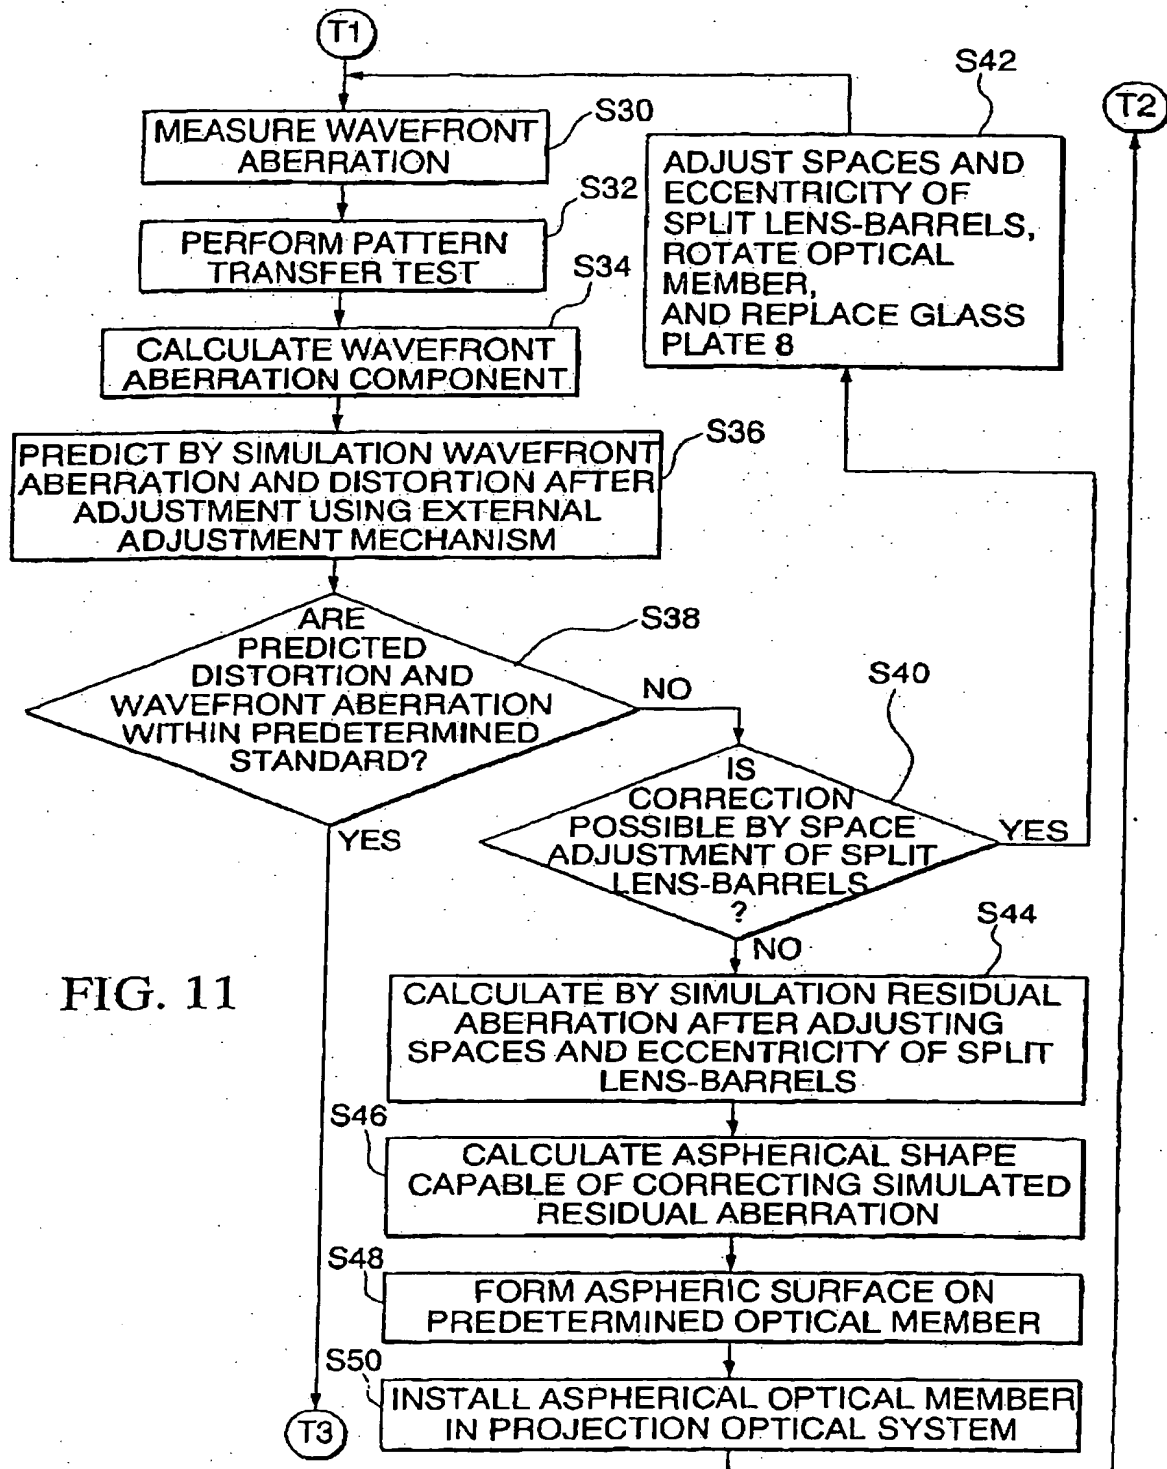 T1
S42
T2
S30
MEASURE WAVEFRONT
ABERRATION
ADJUST SPACES AND
ECCENTRICITY OF
SPLIT LENS-BARRELS,
ROTATE OPTICAL
MEMBER,
AND REPLACE GLASS
PLATE 8
S32
PERFORM PATTERN
TRANSFER TEST
S34
CALCULATE WAVEFRONT
ABERRATION COMPONENT
S36
PREDICT BY SIMULATION WAVEFRONT
ABERRATION AND DISTORTION AFTER
ADJUSTMENT USING EXTERNAL
ADJUSTMENT MECHANISM
S38
ARE
PREDICTED
DISTORTION AND
WAVEFRONT ABERRATION
WITHIN PREDETERMINED
STANDARD?
NO
YES
S40
IS
CORRECTION
POSSIBLE BY SPACE
ADJUSTMENT OF SPLIT
LENS-BARRELS
?
YES
NO
S44
FIG. 11
CALCULATE BY SIMULATION RESIDUAL
ABERRATION AFTER ADJUSTING
SPACES AND ECCENTRICITY OF SPLIT
LENS-BARRELS
S46
CALCULATE ASPHERICAL SHAPE
CAPABLE OF CORRECTING SIMULATED
RESIDUAL ABERRATION
S48
FORM ASPHERIC SURFACE ON
PREDETERMINED OPTICAL MEMBER
S50
INSTALL ASPHERICAL OPTICAL MEMBER
IN PROJECTION OPTICAL SYSTEM
T3